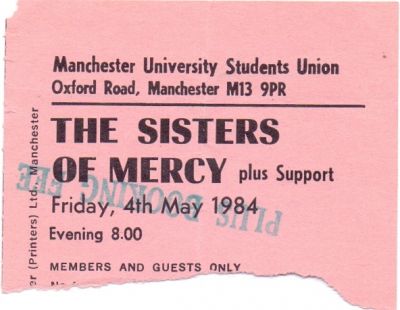 Manchester University Students Union
Oxford Road, Manchester M13 9PR
THE SISTERS
OF MERCY plus Support
PLUS BOOKING FEE
Friday, 4th May 1984
Evening 8.00
MEMBERS AND GUESTS ONLY
er (Printers) Ltd., Manchester